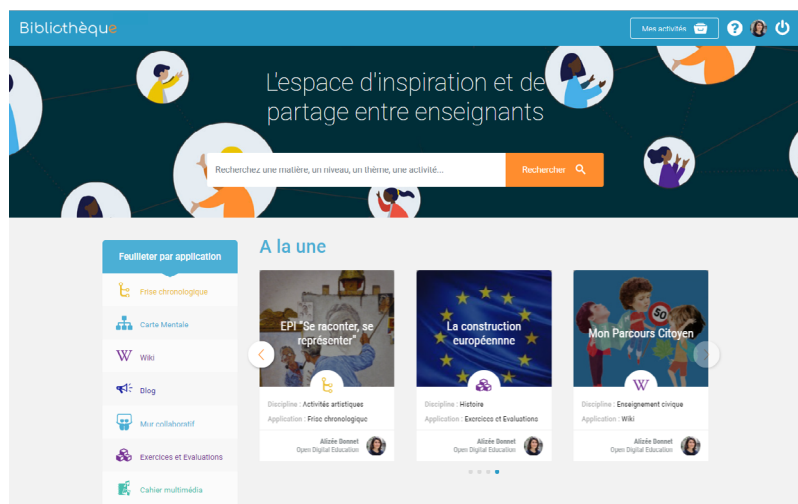 Bibliothèque
Mes activités
?
L'espace d'inspiration et de
partage entre enseignants
Recherchez une matière, un niveau, un thème, une activité...
Rechercher
Feuilleter par application
Frise chronologique
Carte Mentale
W Wiki
Blog
Mur collaboratif
Exercices et Evaluations
Cahier multimédia
A la une
EPI "Se raconter, se
représenter"
Discipline : Activités artistiques
Application : Frise chronologique
Alizée Donnet
Open Digital Education
La construction
européennne
Discipline : Histoire
Application : Exercices et Evaluations
Alizée Donnet
Open Digital Education
50
Mon Parcours Citoyen
W
Discipline : Enseignement civique
Application : Wiki
Alizée Donnet
Open Digital Education